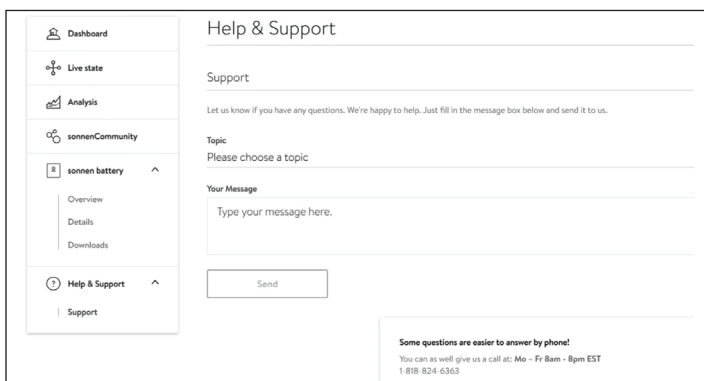 Dashboard
Live state
Analysis
sonnenCommunity
sonnen battery
Overview
Details
Downloads
Help & Support
Support
Help & Support
Support
Let us know if you have any questions. We're happy to help. Just fill in the message box below and send it to us.
Topic
Please choose a topic
Your Message
Type your message here.
Send
Some questions are easier to answer by phone!
You can as well give us a call at: Mo – Fr 8am - 8pm EST
1-818-824-6363